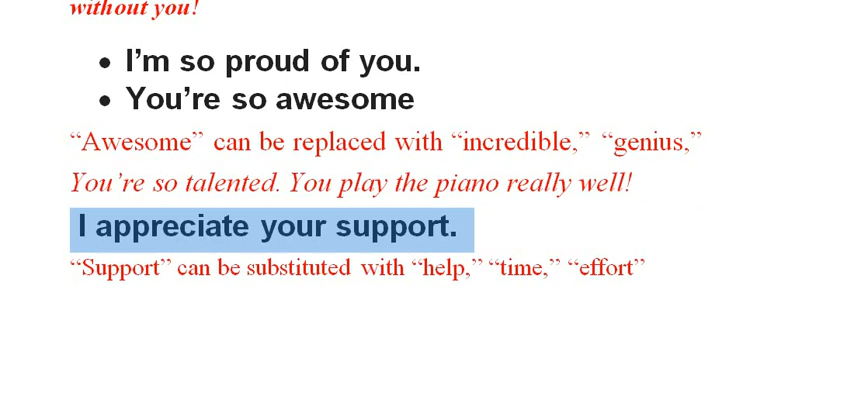 without you!
• I’m so proud of you.
• You’re so awesome
“Awesome” can be replaced with “incredible,” “genius,”
You’re so talented. You play the piano really well!
I appreciate your support.
“Support” can be substituted with “help,” “time,” “effort”